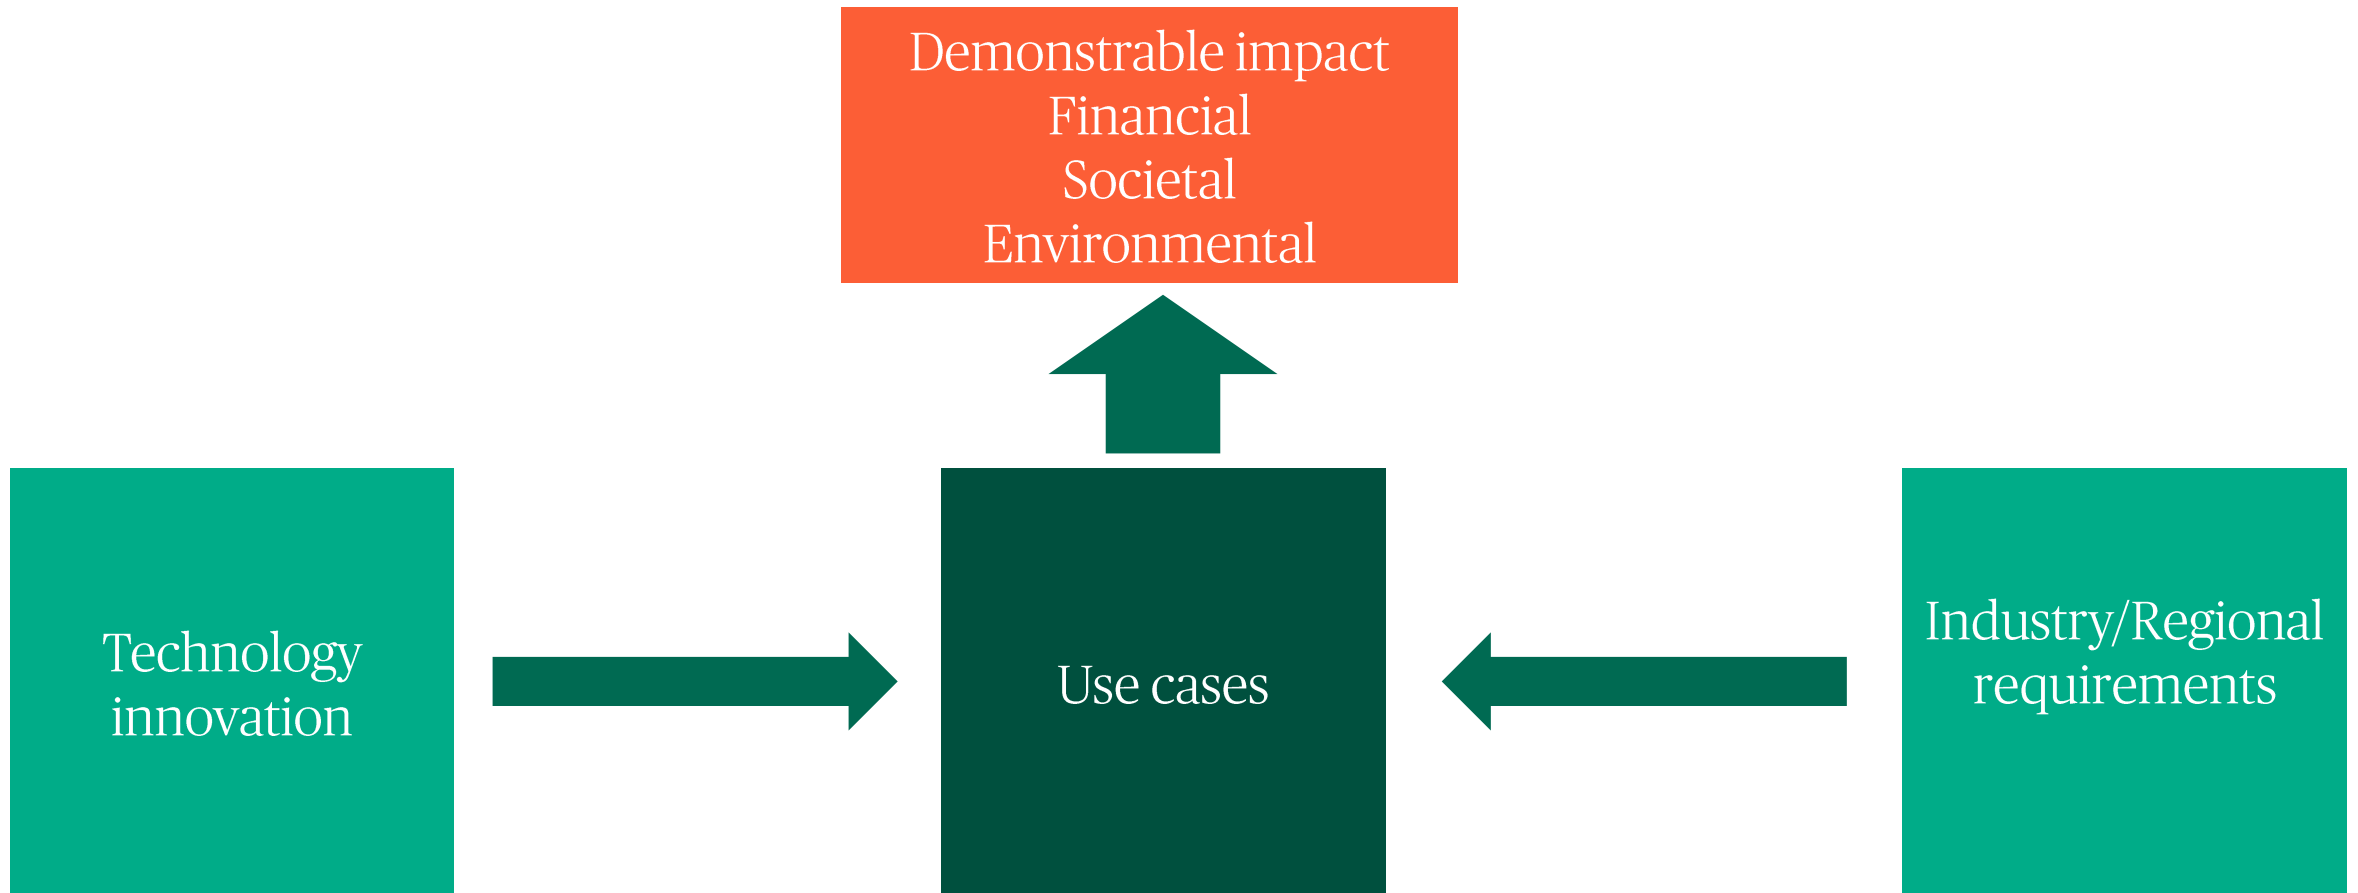 Demonstrable impact
Financial
Societal
Environmental
Technology
innovation
Use cases
Industry/Regional
requirements